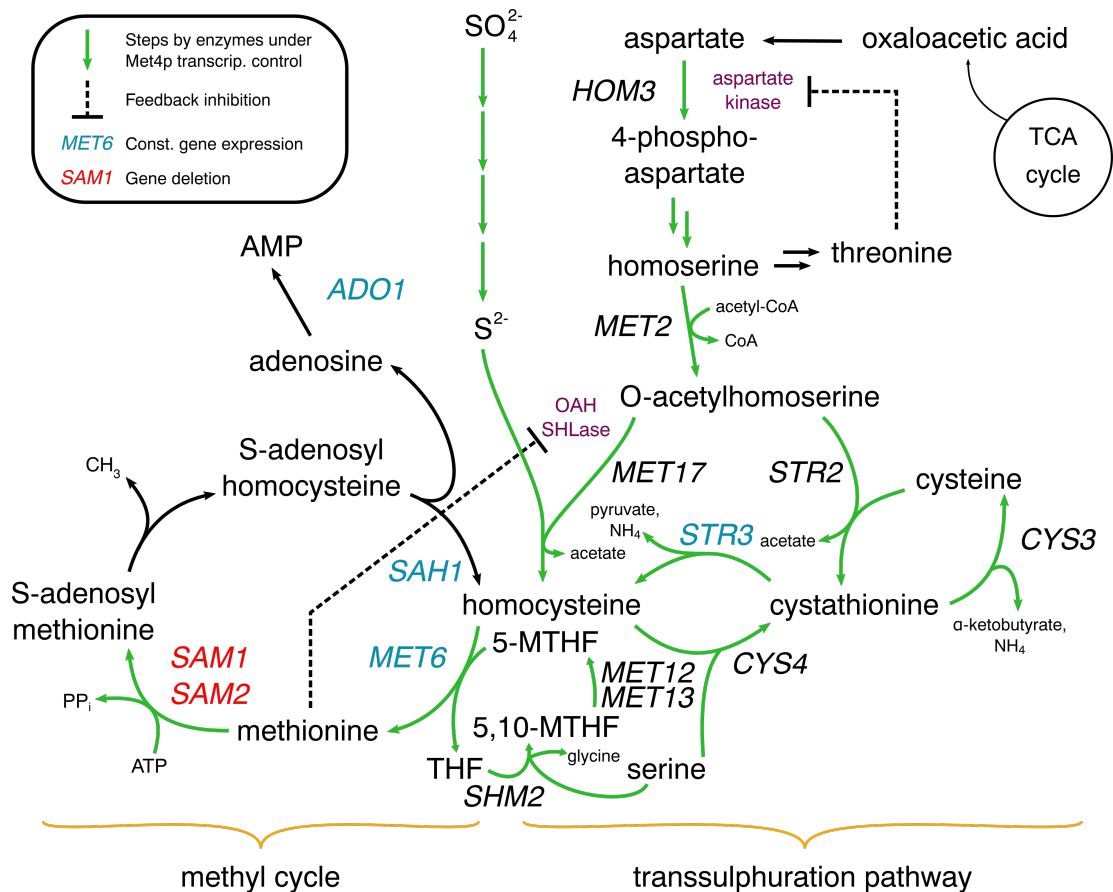 Steps by enzymes under
Met4p transcrip. control
Feedback inhibition
MET6 Const. gene expression
SAM1 Gene deletion
SO₄²⁻
aspartate
oxaloacetic acid
HOM3
aspartate
kinase
TCA
cycle
4-phospho-
aspartate
AMP
homoserine
threonine
ADO1
S²⁻
MET2
acetyl-CoA
CoA
adenosine
O-acetylhomoserine
OAH
SHLase
S-adenosyl
homocysteine
CH₃
MET17
STR2
cysteine
pyruvate,
NH₄
STR3
acetate
acetate
CYS3
SAH1
S-adenosyl
methionine
homocysteine
cystathionine
α-ketobutyrate,
NH₄
5-MTHF
SAM1
SAM2
MET6
MET12
MET13
CYS4
PPᵢ
methionine
5,10-MTHF
glycine
ATP
THF
serine
SHM2
methyl cycle
transsulphuration pathway